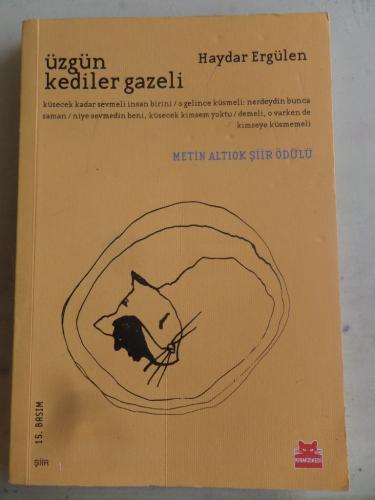 üzgün
kediler gazeli
Haydar Ergülen
küsecek kadar sevmeli insan birini / o gelince küsmeli: nerdeydin bunca
zaman / niye sevmedin beni, küsecek kimsem yoktu / demeli, o varken de
kimseye küsmemeli
METİN ALTIOK ŞİİR ÖDÜLÜ
15. BASIM
ŞİİR
KIRMIZIKEDİ